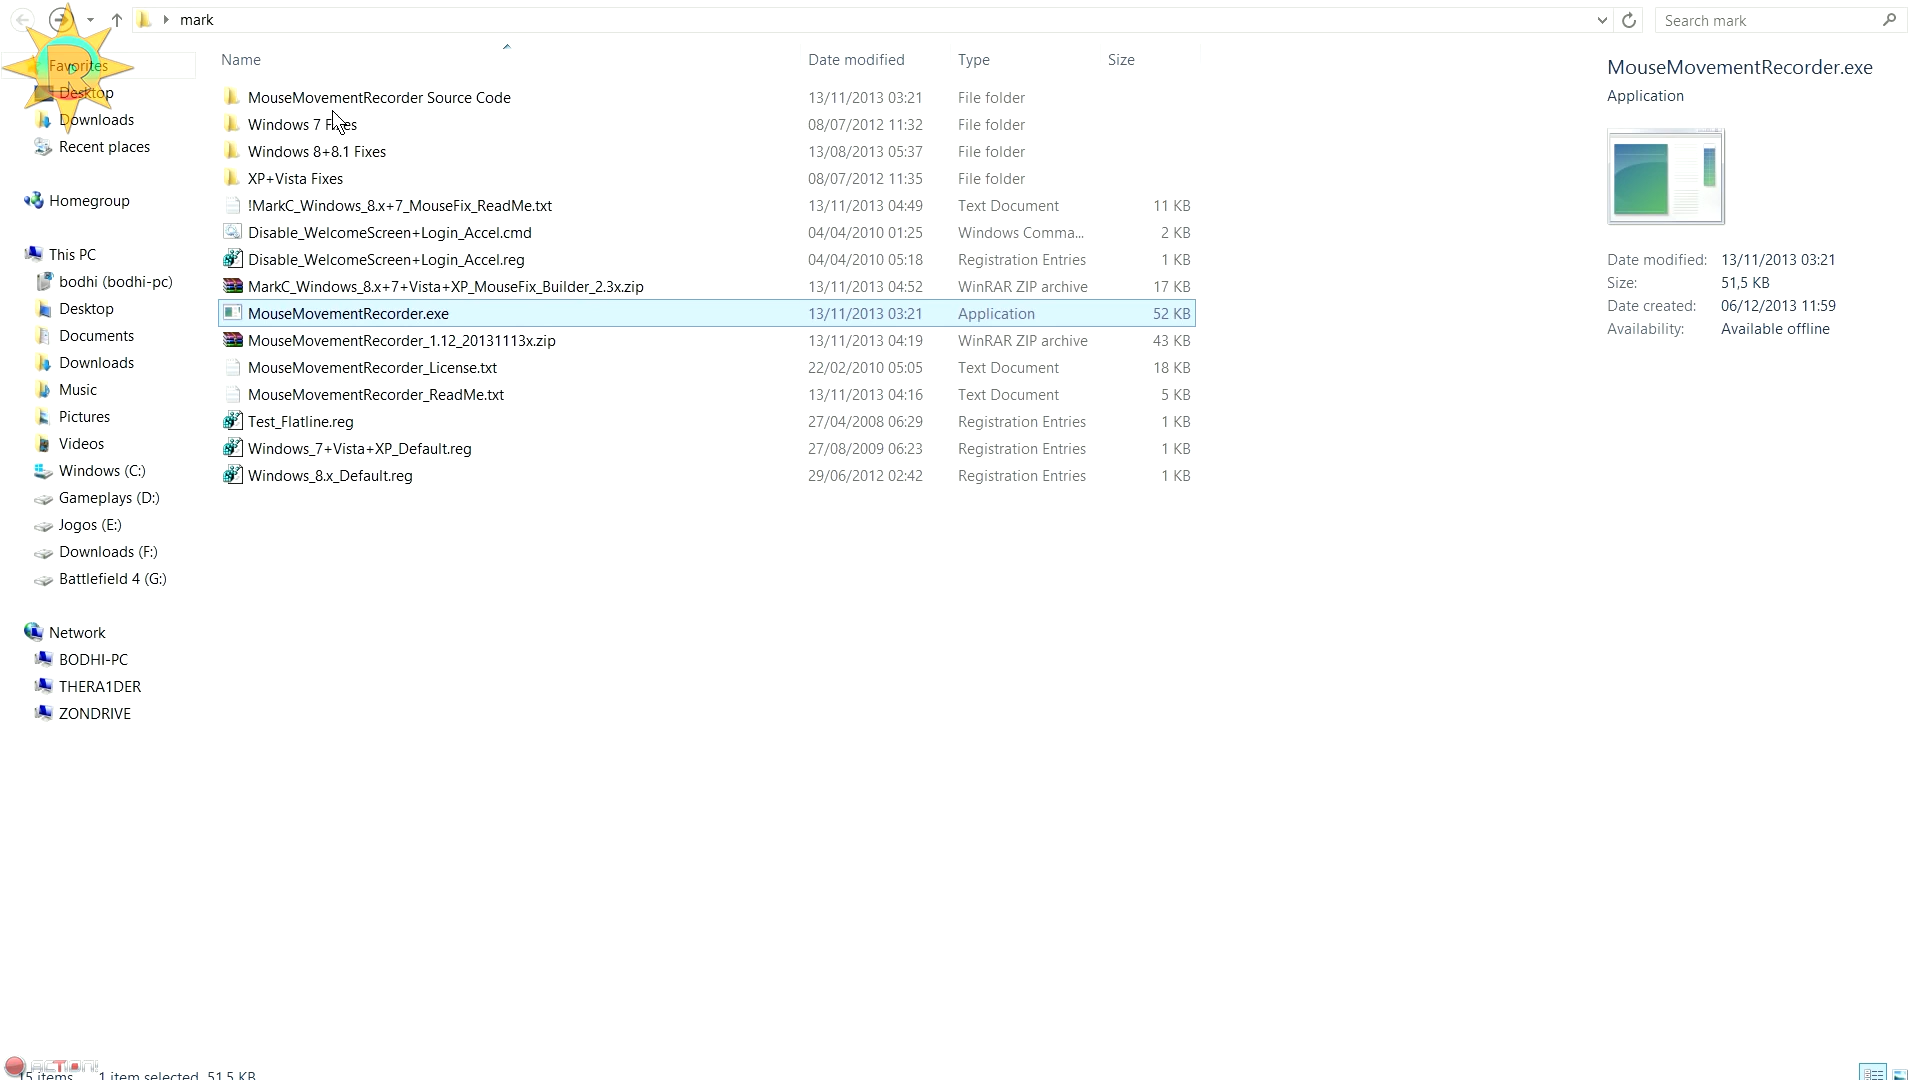 mark
Search mark
Name Date modified Type Size
MouseMovementRecorder Source Code 13/11/2013 03:21 File folder
Windows 7 Fixes 08/07/2012 11:32 File folder
Windows 8+8.1 Fixes 13/08/2013 05:37 File folder
XP+Vista Fixes 08/07/2012 11:35 File folder
!MarkC_Windows_8.x+7_MouseFix_ReadMe.txt 13/11/2013 04:49 Text Document 11 KB
Disable_WelcomeScreen+Login_Accel.cmd 04/04/2010 01:25 Windows Comma... 2 KB
Disable_WelcomeScreen+Login_Accel.reg 04/04/2010 05:18 Registration Entries 1 KB
MarkC_Windows_8.x+7+Vista+XP_MouseFix_Builder_2.3x.zip 13/11/2013 04:52 WinRAR ZIP archive 17 KB
MouseMovementRecorder.exe 13/11/2013 03:21 Application 52 KB
MouseMovementRecorder_1.12_20131113x.zip 13/11/2013 04:19 WinRAR ZIP archive 43 KB
MouseMovementRecorder_License.txt 22/02/2010 05:05 Text Document 18 KB
MouseMovementRecorder_ReadMe.txt 13/11/2013 04:16 Text Document 5 KB
Test_Flatline.reg 27/04/2008 06:29 Registration Entries 1 KB
Windows_7+Vista+XP_Default.reg 27/08/2009 06:23 Registration Entries 1 KB
Windows_8.x_Default.reg 29/06/2012 02:42 Registration Entries 1 KB
Favorites
Desktop
Downloads
Recent places
Homegroup
This PC
bodhi (bodhi-pc)
Desktop
Documents
Downloads
Music
Pictures
Videos
Windows (C:)
Gameplays (D:)
Jogos (E:)
Downloads (F:)
Battlefield 4 (G:)
Network
BODHI-PC
THERA1DER
ZONDRIVE
MouseMovementRecorder.exe
Application
Date modified: 13/11/2013 03:21
Size: 51,5 KB
Date created: 06/12/2013 11:59
Availability: Available offline
ACTION!
15 items 1 item selected 51,5 KB